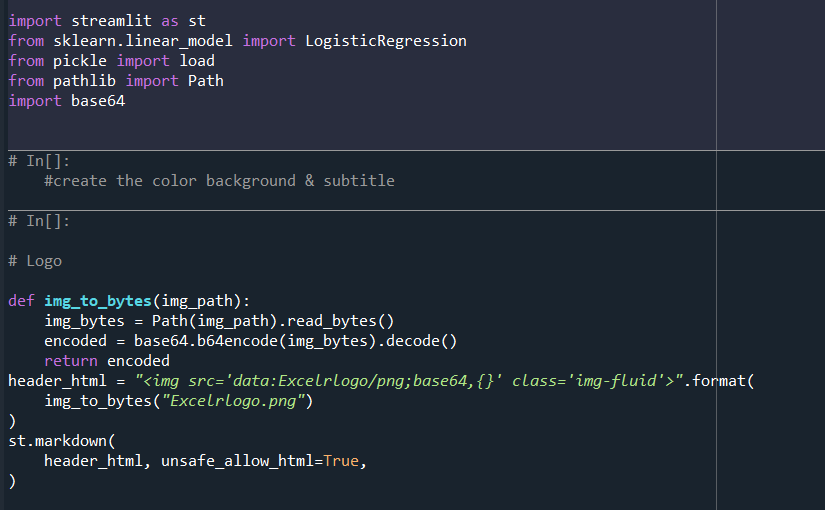 import streamlit as st
from sklearn.linear_model import LogisticRegression
from pickle import load
from pathlib import Path
import base64
# In[]:
    #create the color background & subtitle
# In[]:
# Logo
def img_to_bytes(img_path):
    img_bytes = Path(img_path).read_bytes()
    encoded = base64.b64encode(img_bytes).decode()
    return encoded
header_html = "<img src='data:Excelrlogo/png;base64,{}' class='img-fluid'>".format(
    img_to_bytes("Excelrlogo.png")
)
st.markdown(
    header_html, unsafe_allow_html=True,
)